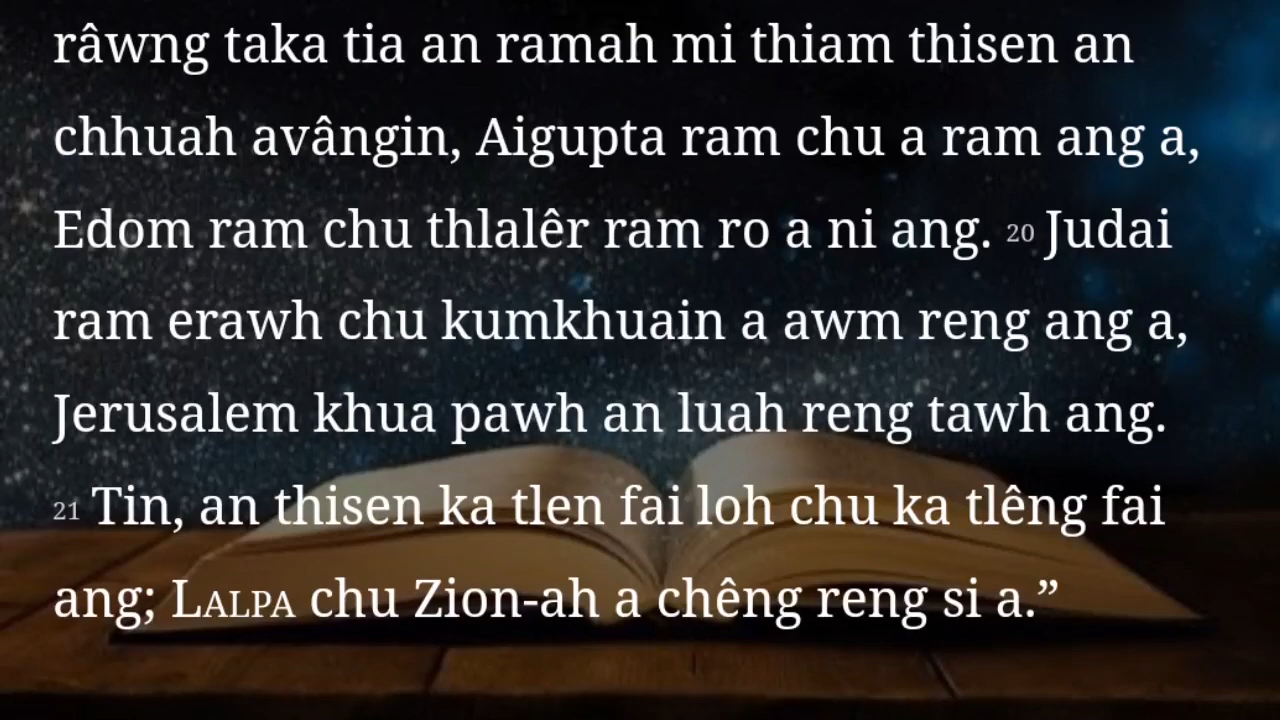 râwng taka tia an ramah mi thiam thisen an
chhuah avângin, Aigupta ram chu a ram ang a,
Edom ram chu thlalêr ram ro a ni ang. 20 Judai
ram erawh chu kumkhuain a awm reng ang a,
Jerusalem khua pawh an luah reng tawh ang.
21 Tin, an thisen ka tlen fai loh chu ka tlêng fai
ang; LALPA chu Zion-ah a chêng reng si a.”